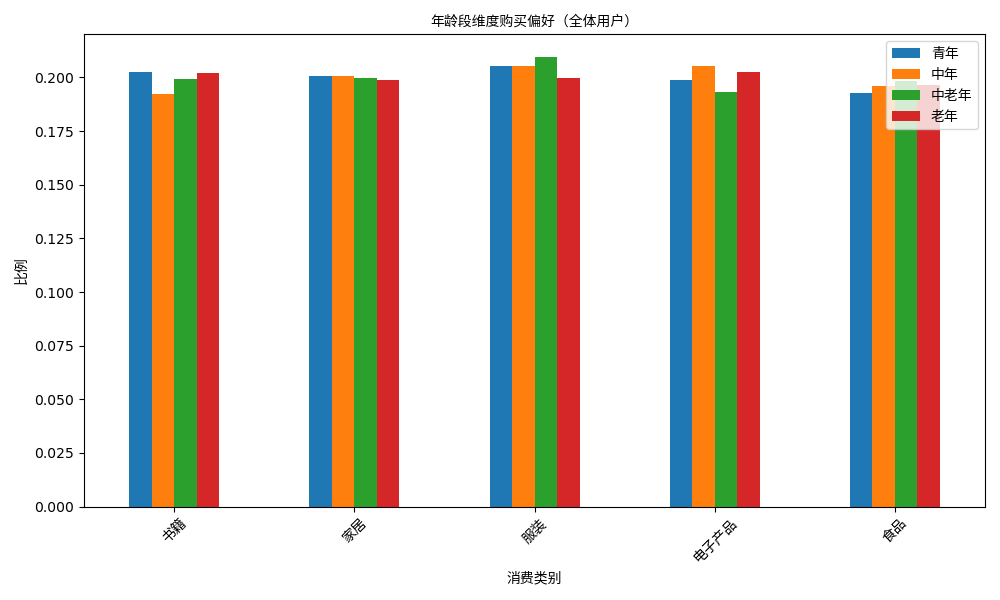 年龄段维度购买偏好（全体用户）
青年
中年
中老年
老年
比例
0.200
0.175
0.150
0.125
0.100
0.075
0.050
0.025
0.000
书籍
家居
服装
电子产品
食品
消费类别